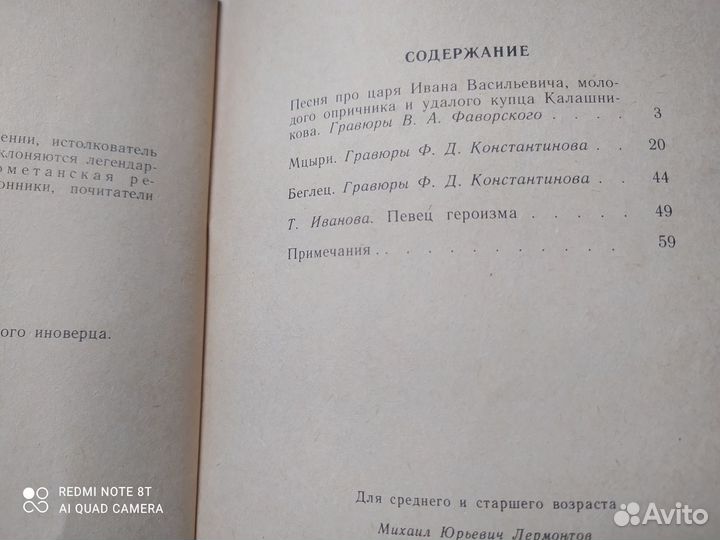 ении, истолкователь
клоняются легендар-
ометанская ре-
онники, почитатели
ого иноверца.
СОДЕРЖАНИЕ
Песня про царя Ивана Васильевича, моло-
дого опричника и удалого купца Калашни-
кова. Гравюры В. А. Фаворского . . . . 3
Мцыри. Гравюры Ф. Д. Константинова . . 20
Беглец. Гравюры Ф. Д. Константинова . . 44
Т. Иванова. Певец героизма . . . . . 49
Примечания . . . . . . . . . . . 59
Для среднего и старшего возраста
Михаил Юрьевич Лермонтов
REDMI NOTE 8T
AI QUAD CAMERA
Avito